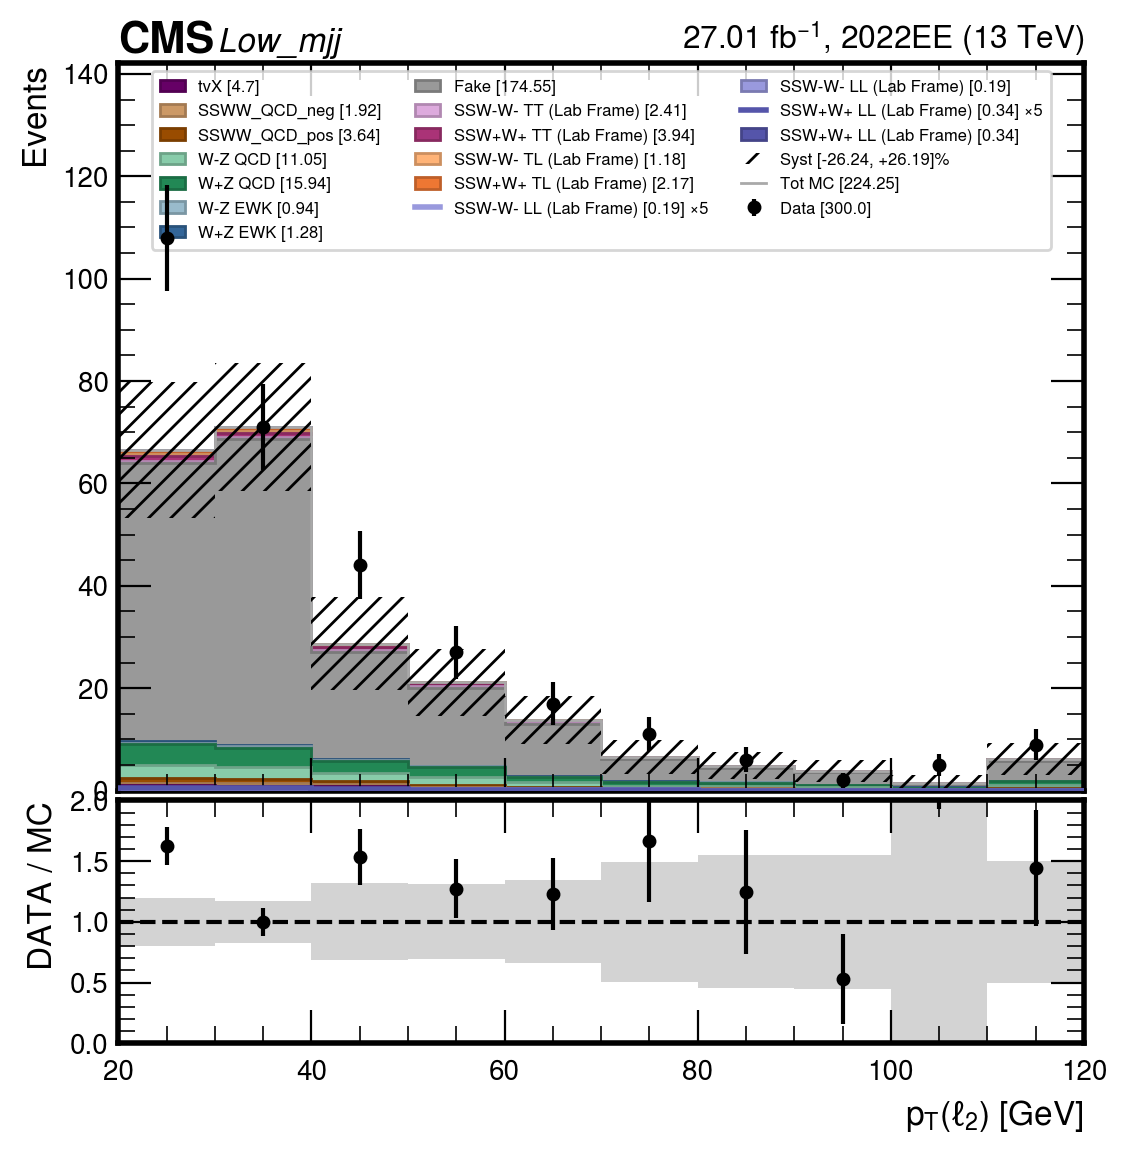 CMS Low_mjj 27.01 fb⁻¹, 2022EE (13 TeV)
Events
140
120
100
80
60
40
20
0
tvX [4.7]
SSWW_QCD_neg [1.92]
SSWW_QCD_pos [3.64]
W-Z QCD [11.05]
W+Z QCD [15.94]
W-Z EWK [0.94]
W+Z EWK [1.28]
Fake [174.55]
SSW-W- TT (Lab Frame) [2.41]
SSW+W+ TT (Lab Frame) [3.94]
SSW-W- TL (Lab Frame) [1.18]
SSW+W+ TL (Lab Frame) [2.17]
SSW-W- LL (Lab Frame) [0.19] ×5
SSW-W- LL (Lab Frame) [0.19]
SSW+W+ LL (Lab Frame) [0.34] ×5
SSW+W+ LL (Lab Frame) [0.34]
Syst [-26.24, +26.19]%
Tot MC [224.25]
Data [300.0]
DATA / MC
2.0
1.5
1.0
0.5
0.0
20 40 60 80 100 120
p_T(ℓ₂) [GeV]